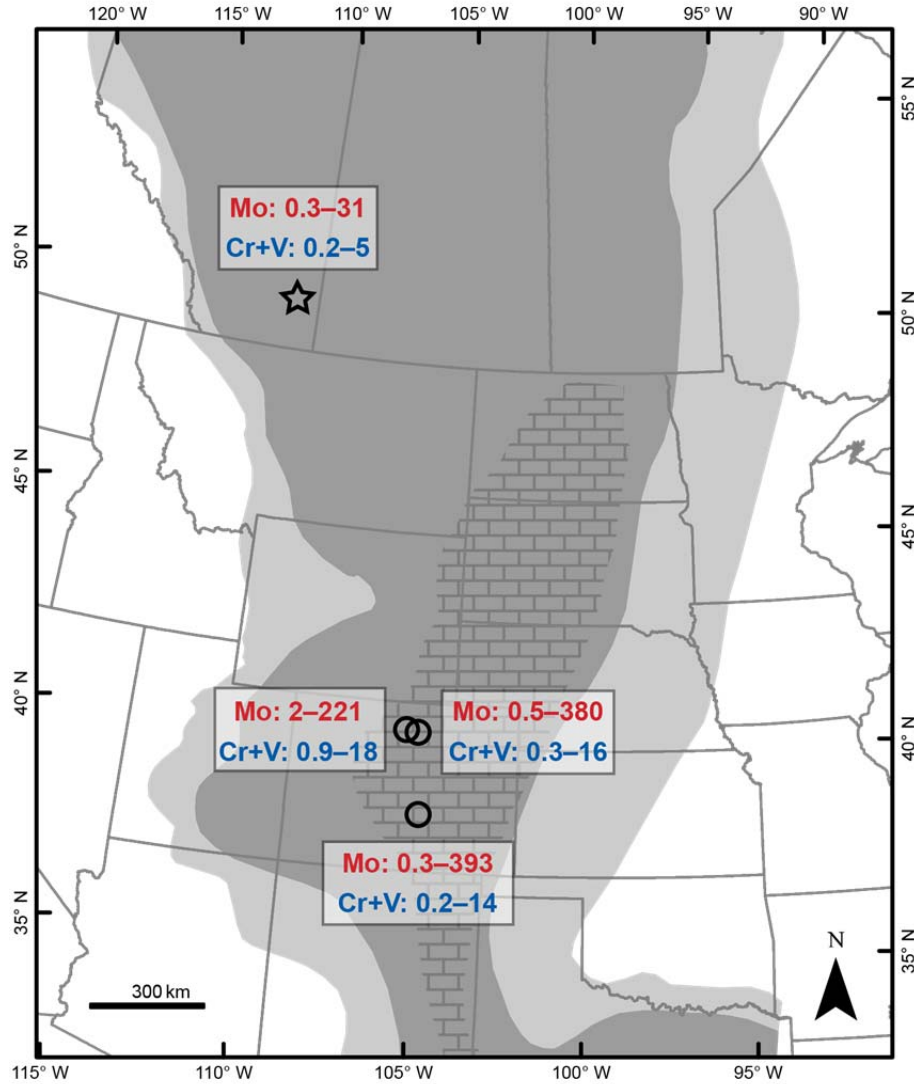 120° W 115° W 110° W 105° W 100° W 95° W 90° W
55° N
50° N
Mo: 0.3–31
Cr+V: 0.2–5
50° N
45° N
45° N
40° N
Mo: 2–221
Cr+V: 0.9–18
Mo: 0.5–380
Cr+V: 0.3–16
40° N
Mo: 0.3–393
Cr+V: 0.2–14
35° N
35° N
N
300 km
115° W 110° W 105° W 100° W 95° W